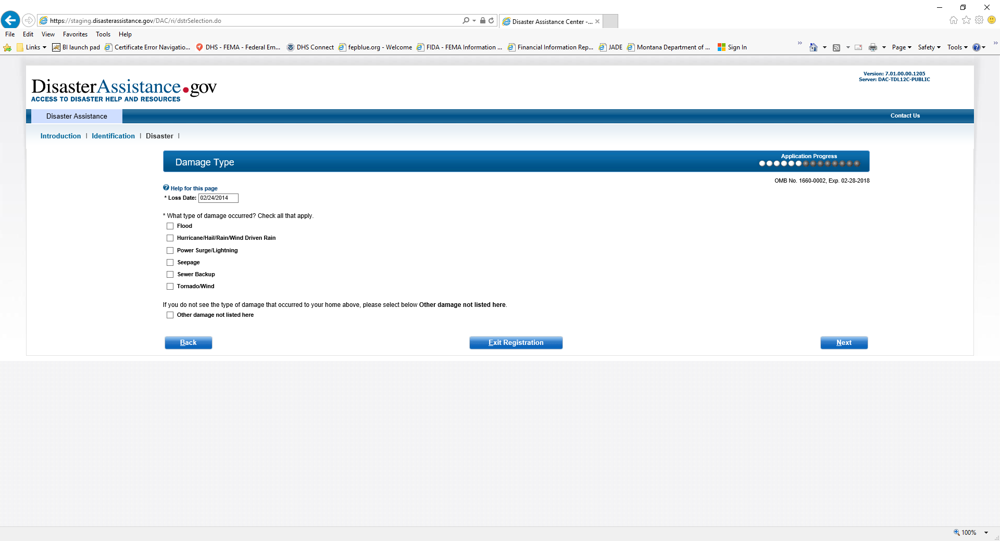 https://staging.disasterassistance.gov/DAC/ri/dstrSelection.do
Disaster Assistance Center -...
File Edit View Favorites Tools Help
Links BI launch pad Certificate Error Navigatio... DHS - FEMA - Federal Em... DHS Connect fepblue.org - Welcome FIDA - FEMA Information ... Financial Information Rep... JADE Montana Department of ... Sign In » Page Safety Tools »
Version: 7.01.00.00.1205
Server: DAC-TDL12C-PUBLIC
DisasterAssistance.gov
ACCESS TO DISASTER HELP AND RESOURCES
Disaster Assistance Contact Us
Introduction | Identification | Disaster |
Damage Type
Application Progress
OMB No. 1660-0002, Exp. 02-28-2018
Help for this page
* Loss Date: 02/24/2014
* What type of damage occurred? Check all that apply.
Flood
Hurricane/Hail/Rain/Wind Driven Rain
Power Surge/Lightning
Seepage
Sewer Backup
Tornado/Wind
If you do not see the type of damage that occurred to your home above, please select below Other damage not listed here.
Other damage not listed here
Back Exit Registration Next
100%